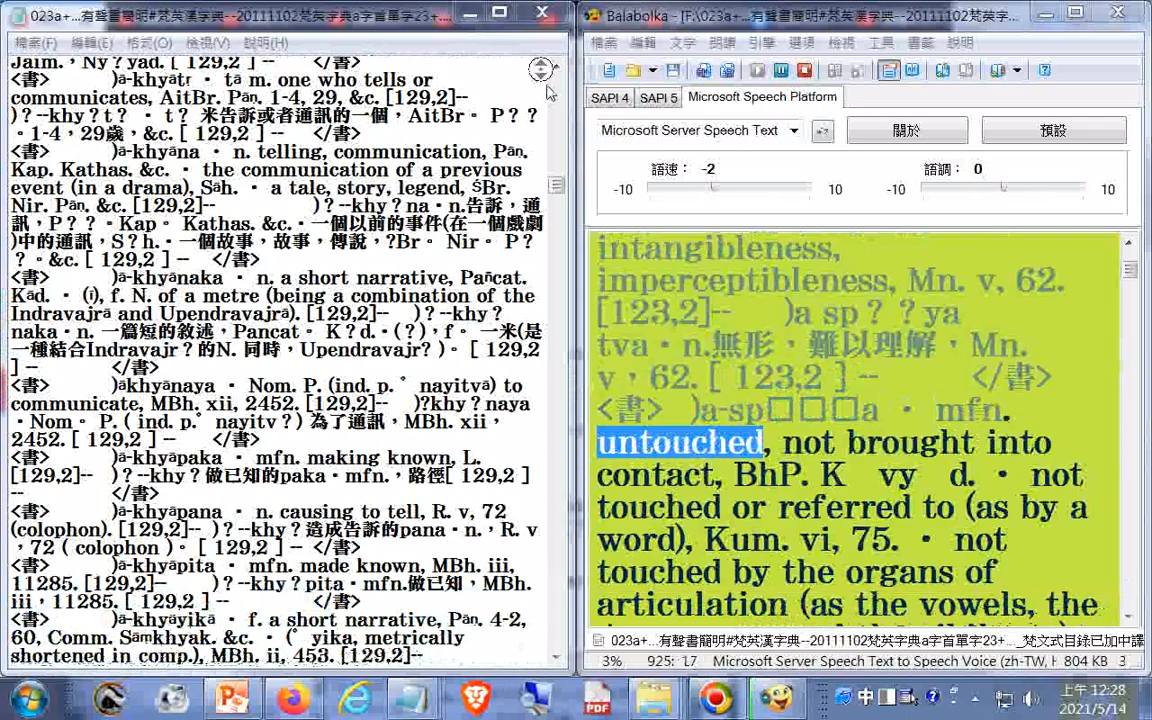 023a+...有聲書簡明#梵英漢字典--20111102梵英字典a字首單字23+...
檔案(F) 編輯(E) 格式(O) 檢視(V) 說明(H)
Jaim., Ny?yad. [129,2] </書>
<書> )ā-khyātṛ ・ tā m. one who tells or
communicates, AitBr. Pān. 1-4, 29, &c. [129,2]--
)?--khy?t? ・ t? 米告訴或者通訊的一個，AitBr。 P??
。1-4，29歲，&c. [ 129,2 ] -- </書>
<書> )ā-khyāna ・ n. telling, communication, Pān.
Kap. Kathas. &c. ・ the communication of a previous
event (in a drama), Sāh. ・ a tale, story, legend, ŚBr.
Nir. Pān. &c. [129,2]-- )?--khy?na・n.告訴，通
訊，P??。Kap。 Kathas。&c.・一個以前的事件(在一個戲劇
)中的通訊，S?h.・一個故事，故事，傳說，?Br。 Nir。 P?
?。&c. [ 129,2 ] -- </書>
<書> )ā-khyānaka ・ n. a short narrative, Pañcat.
Kād. ・ (ī), f. N. of a metre (being a combination of the
Indravajrā and Upendravajrā). [129,2]-- )?--khy?
naka・n. 一篇短的敘述，Pancat。 K?d.・(?)，f。 一米(是
一種結合Indravajr?的N. 同時，Upendravajr?)。[ 129,2
] -- </書>
<書> )ākhyānaya ・ Nom. P. (ind. p. ゜nayitvā) to
communicate, MBh. xii, 2452. [129,2]-- )?khy?naya
・Nom。P. ( ind. p.゜nayitv?) 為了通訊，MBh. xii，
2452. [ 129,2 ] -- </書>
<書> )ā-khyāpaka ・ mfn. making known, L.
[129,2]-- )?--khy?做已知的paka・mfn.，路徑[ 129,2 ]
-- </書>
<書> )ā-khyāpana ・ n. causing to tell, R. v, 72
(colophon). [129,2]-- )?--khy?造成告訴的pana・n.，R. v
，72 ( colophon )。[ 129,2 ] -- </書>
<書> )ā-khyāpita ・ mfn. made known, MBh. iii,
11285. [129,2]-- )?--khy?pita・mfn.做已知，MBh.
iii，11285. [ 129,2 ] -- </書>
<書> )ā-khyāyikā ・ f. a short narrative, Pān. 4-2,
60, Comm. Sāmkhyak. &c. ・ (゜yika, metrically
shortened in comp.), MBh. ii, 453. [129,2]--
Balabolka - [F:\023a+...有聲書簡明#梵英漢字典--20111102梵英字...
檔案 編輯 文字 朗讀 引擎 選項 檢視 工具 書籤 說明
SAPI 4 SAPI 5 Microsoft Speech Platform
Microsoft Server Speech Text 關於 預設
語速： -2 語調： 0
-10 10 -10 10
intangibleness,
imperceptibleness, Mn. v, 62.
[123,2]-- )a sp??ya
tva・n.無形，難以理解，Mn.
v，62. [ 123,2 ] -- </書>
<書> )a-sp□□□a ・ mfn.
untouched, not brought into
contact, BhP. K vy d. ・ not
touched or referred to (as by a
word), Kum. vi, 75. ・ not
touched by the organs of
articulation (as the vowels, the
023a+...有聲書簡明#梵英漢字典--20111102梵英字典a字首單字23+..._梵文式目錄已加中譯
3% 925: 17 Microsoft Server Speech Text to Speech Voice (zh-TW, H 804 KB 3
中
上午 12:28
2021/5/14
PDF